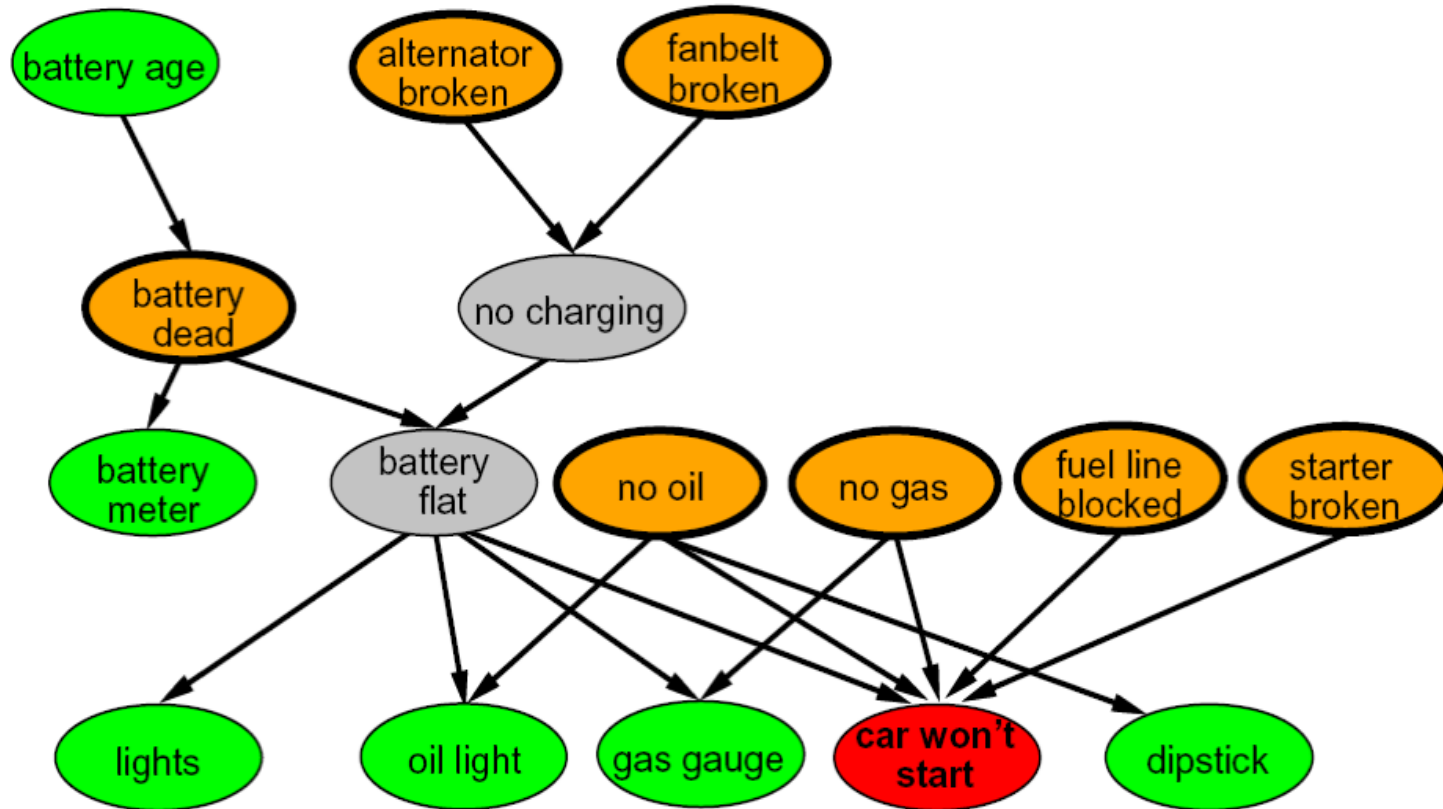 battery age
alternator
broken
fanbelt
broken
battery
dead
no charging
battery
meter
battery
flat
no oil
no gas
fuel line
blocked
starter
broken
lights
oil light
gas gauge
car won't
start
dipstick